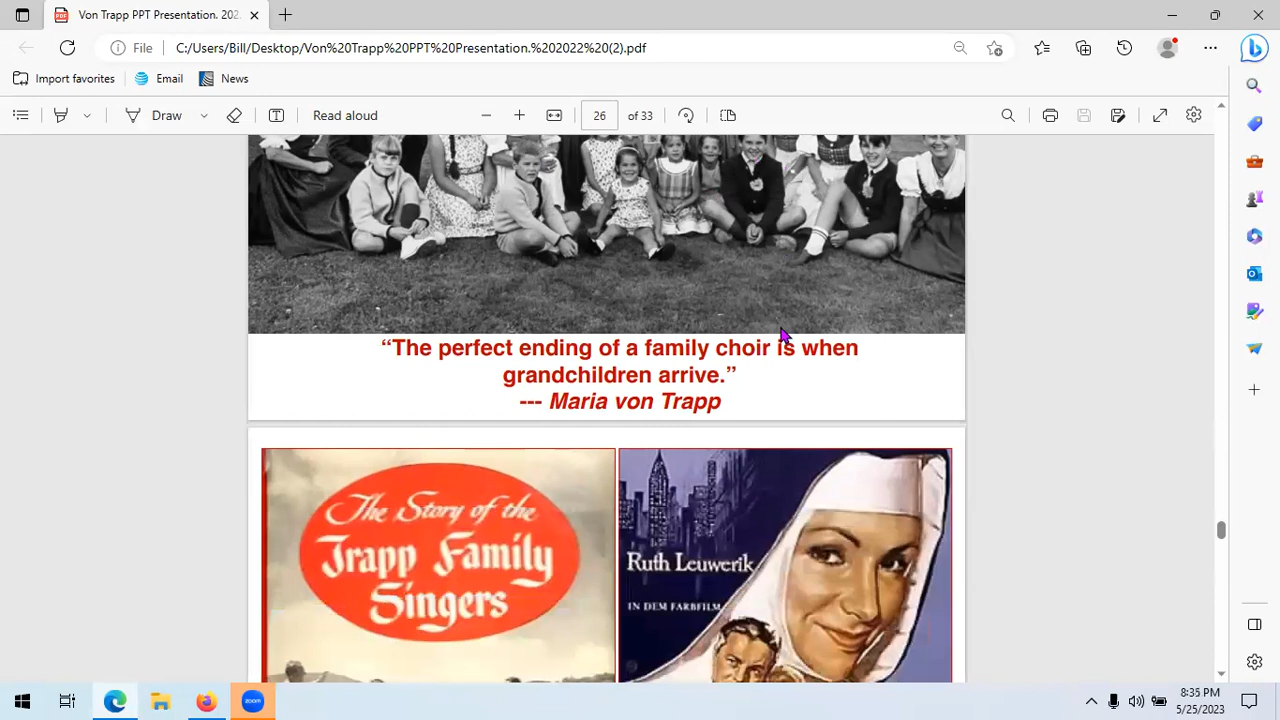 Von Trapp PPT Presentation. 202
File
C:/Users/Bill/Desktop/Von%20Trapp%20PPT%20Presentation.%202022%20(2).pdf
Import favorites
Email
News
Draw
Read aloud
26
of 33
“The perfect ending of a family choir is when
grandchildren arrive.”
--- Maria von Trapp
The Story of the
Trapp Family
Singers
Ruth Leuwerik
IN DEM FARBFILM
zoom
8:35 PM
5/25/2023